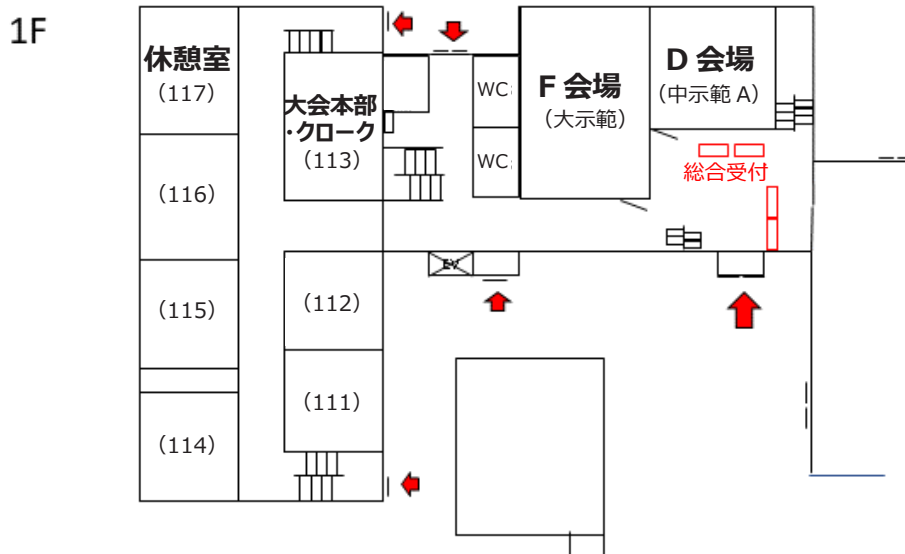 1F
休憩室
（117）
大会本部
・クローク
（113）
WC
WC
F 会場
（大示範）
D 会場
（中示範 A）
総合受付
（116）
（115）
（112）
EV
（111）
（114）